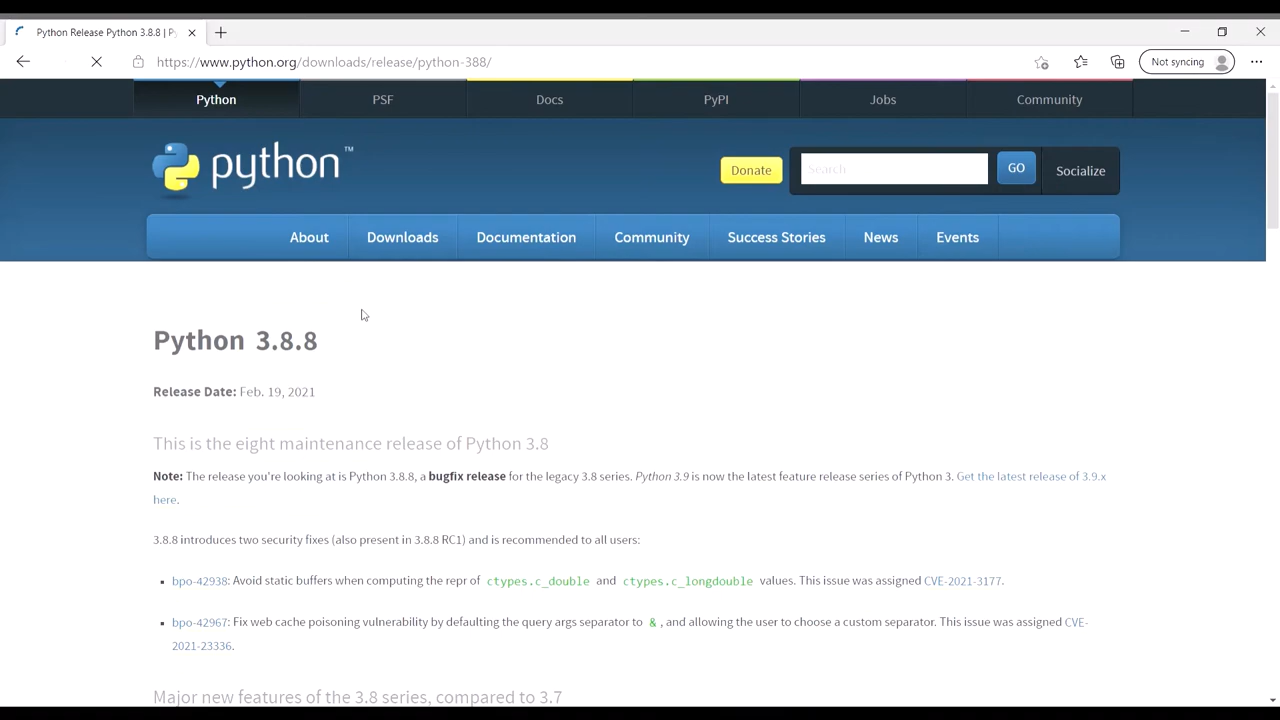 Python Release Python 3.8.8 | Py
https://www.python.org/downloads/release/python-388/
Not syncing
Python PSF Docs PyPI Jobs Community
python™
Donate
Search
GO
Socialize
About Downloads Documentation Community Success Stories News Events
Python 3.8.8
Release Date: Feb. 19, 2021
This is the eight maintenance release of Python 3.8
Note: The release you're looking at is Python 3.8.8, a bugfix release for the legacy 3.8 series. Python 3.9 is now the latest feature release series of Python 3. Get the latest release of 3.9.x
here.
3.8.8 introduces two security fixes (also present in 3.8.8 RC1) and is recommended to all users:
▪ bpo-42938: Avoid static buffers when computing the repr of ctypes.c_double and ctypes.c_longdouble values. This issue was assigned CVE-2021-3177.
▪ bpo-42967: Fix web cache poisoning vulnerability by defaulting the query args separator to &, and allowing the user to choose a custom separator. This issue was assigned CVE-
2021-23336.
Major new features of the 3.8 series, compared to 3.7